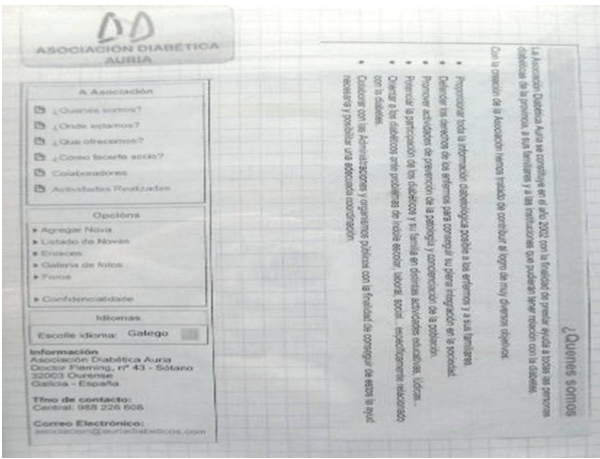 ASOCIACIÓN DIABÉTICA
AURIA
A Asociación
¿Quenes somos?
¿Onde estamos?
¿Que ofrecemos?
¿Cómo facerte socio?
Colaboradores
Actividades Realizadas
Opcións
Agregar Nova
Listado de Novas
Enlaces
Galería de fotos
Foros
Confidencialidade
Idiomas
Escolle idioma: Galego
Información
Asociación Diabética Auria
Doctor Fleming, nº 43 - Sótano
32003 Ourense
Galicia - España
Tfno de contacto:
Central: 988 226 606
Correo Electrónico:
asociacion@auriadiabeticos.com
¿Quenes somos
La Asociación Diabética Auria se constituye en el año 2002 con la finalidad de prestar ayuda a todas las personas
diabéticas de la provincia, a sus familiares y a las instituciones que pudieran tener relación con la diabetes.
Con la creación de la Asociación hemos tratado de contribuir al logro de muy diversos objetivos:
• Proporcionar toda la información diabetológica posible a los enfermos y a sus familiares.
• Defender los derechos de los enfermos para conseguir su plena integración en la sociedad.
• Promover actividades de prevención de la patología y concienciación de la población.
• Potenciar la participación de los diabéticos y su familia en distintas actividades educativas, lúdicas...
• Orientar a los diabéticos ante problemas de índole escolar, laboral, social... específicamente relacionado
con la diabetes.
• Colaborar con las Administraciones y organismos públicos con la finalidad de conseguir de estos la ayud
necesaria y posibilitar una adecuada coordinación.